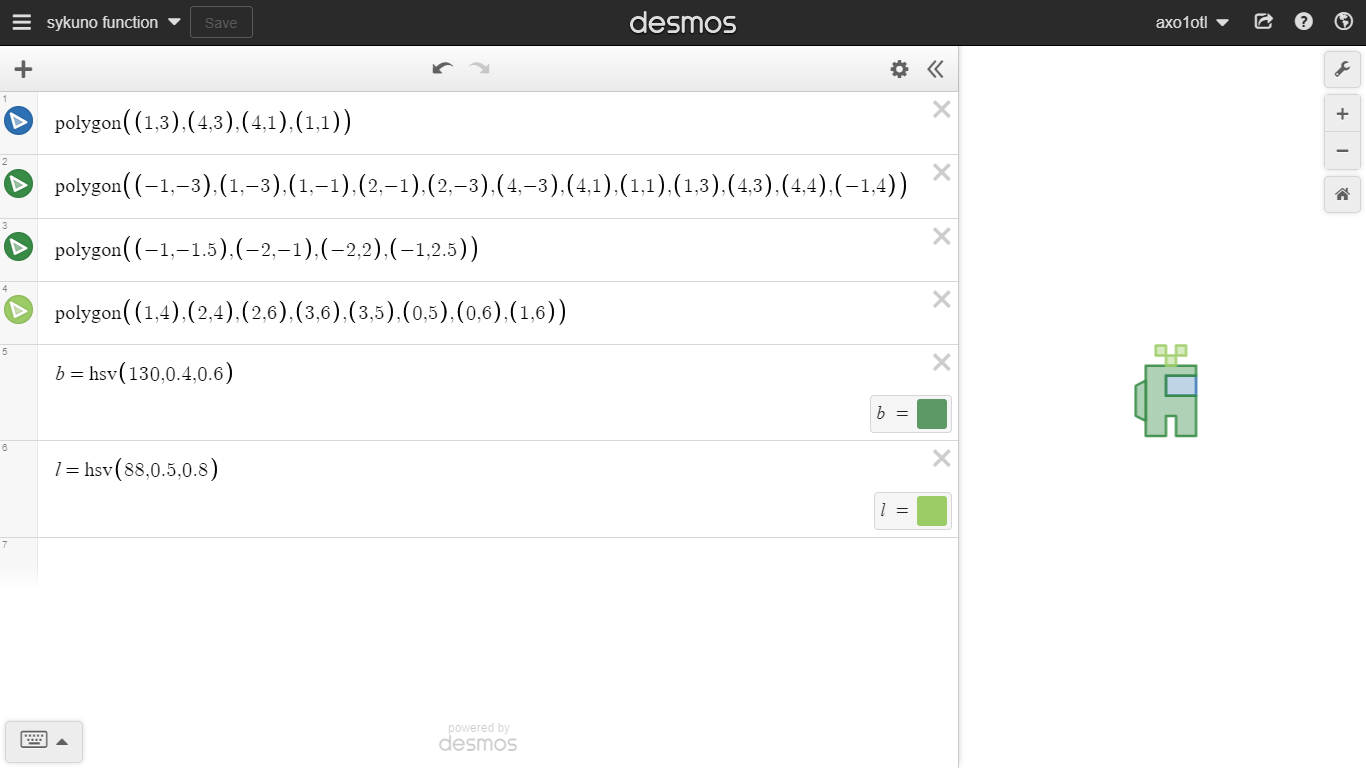 sykuno function Save desmos axo1otl
1
polygon((1,3),(4,3),(4,1),(1,1))
2
polygon((−1,−3),(1,−3),(1,−1),(2,−1),(2,−3),(4,−3),(4,1),(1,1),(1,3),(4,3),(4,4),(−1,4))
3
polygon((−1,−1.5),(−2,−1),(−2,2),(−1,2.5))
4
polygon((1,4),(2,4),(2,6),(3,6),(3,5),(0,5),(0,6),(1,6))
5
b = hsv(130,0.4,0.6)
b =
6
l = hsv(88,0.5,0.8)
l =
7
powered by
desmos